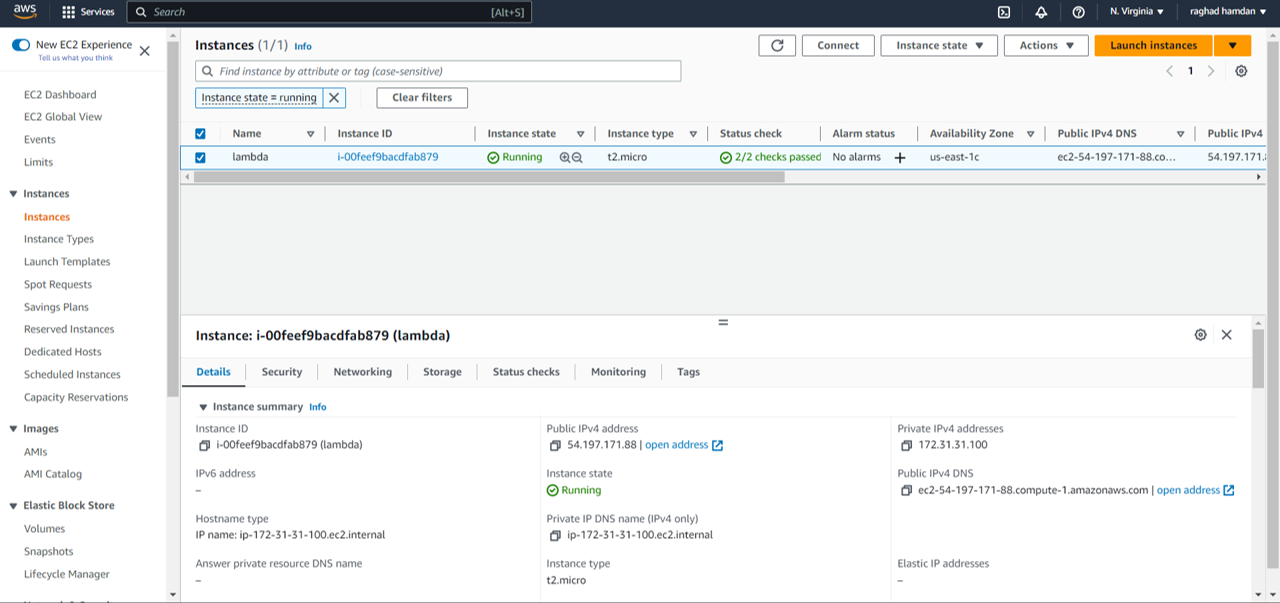 aws Services Search [Alt+S] N. Virginia raghad hamdan
New EC2 Experience
Tell us what you think
EC2 Dashboard
EC2 Global View
Events
Limits
Instances
Instances
Instance Types
Launch Templates
Spot Requests
Savings Plans
Reserved Instances
Dedicated Hosts
Scheduled Instances
Capacity Reservations
Images
AMIs
AMI Catalog
Elastic Block Store
Volumes
Snapshots
Lifecycle Manager
Instances (1/1) Info Connect Instance state Actions Launch instances
Find instance by attribute or tag (case-sensitive) 1
Instance state = running Clear filters
Name Instance ID Instance state Instance type Status check Alarm status Availability Zone Public IPv4 DNS Public IPv4
lambda i-00feef9bacdfab879 Running t2.micro 2/2 checks passed No alarms us-east-1c ec2-54-197-171-88.co... 54.197.171.
Instance: i-00feef9bacdfab879 (lambda)
Details Security Networking Storage Status checks Monitoring Tags
Instance summary Info
Instance ID
i-00feef9bacdfab879 (lambda)
Public IPv4 address
54.197.171.88 | open address
Private IPv4 addresses
172.31.31.100
IPv6 address
–
Instance state
Running
Public IPv4 DNS
ec2-54-197-171-88.compute-1.amazonaws.com | open address
Hostname type
IP name: ip-172-31-31-100.ec2.internal
Private IP DNS name (IPv4 only)
ip-172-31-31-100.ec2.internal
Answer private resource DNS name
–
Instance type
t2.micro
Elastic IP addresses
–